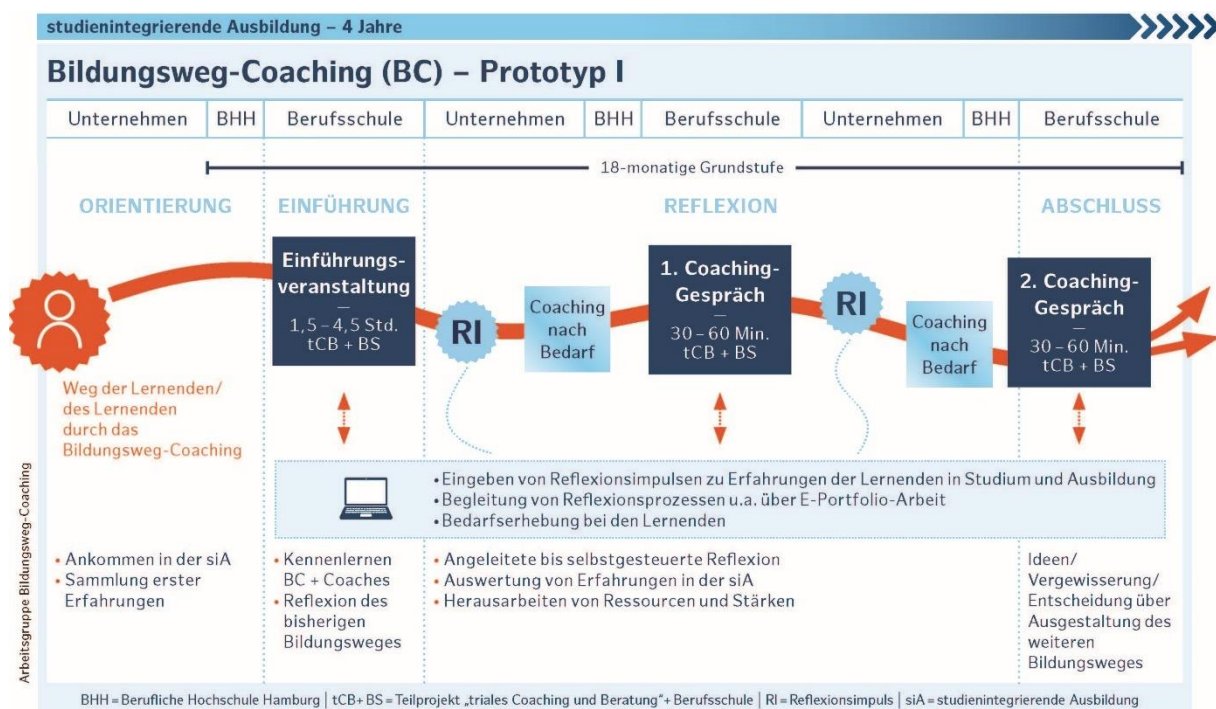 studienintegrierende Ausbildung – 4 Jahre
Bildungsweg-Coaching (BC) – Prototyp I
Unternehmen
BHH
Berufsschule
Unternehmen
BHH
Berufsschule
Unternehmen
BHH
Berufsschule
18-monatige Grundstufe
ORIENTIERUNG
EINFÜHRUNG
REFLEXION
ABSCHLUSS
Einführungs-
veranstaltung
—
1,5 – 4,5 Std.
tCB + BS
RI
Coaching
nach
Bedarf
1. Coaching-
Gespräch
—
30 – 60 Min.
tCB + BS
RI
Coaching
nach
Bedarf
2. Coaching-
Gespräch
—
30 – 60 Min.
tCB + BS
Weg der Lernenden/
des Lernenden
durch das
Bildungsweg-Coaching
• Eingeben von Reflexionsimpulsen zu Erfahrungen der Lernenden in Studium und Ausbildung
• Begleitung von Reflexionsprozessen u.a. über E-Portfolio-Arbeit
• Bedarfserhebung bei den Lernenden
• Ankommen in der siA
• Sammlung erster
Erfahrungen
• Kennenlernen
BC + Coaches
• Reflexion des
bisherigen
Bildungsweges
• Angeleitete bis selbstgesteuerte Reflexion
• Auswertung von Erfahrungen in der siA
• Herausarbeiten von Ressourcen und Stärken
Ideen/
Vergewisserung/
Entscheidung über
Ausgestaltung des
weiteren
Bildungsweges
Arbeitsgruppe Bildungsweg-Coaching
BHH = Berufliche Hochschule Hamburg | tCB+ BS = Teilprojekt „triales Coaching und Beratung“ + Berufsschule | RI = Reflexionsimpuls | siA = studienintegrierende Ausbildung